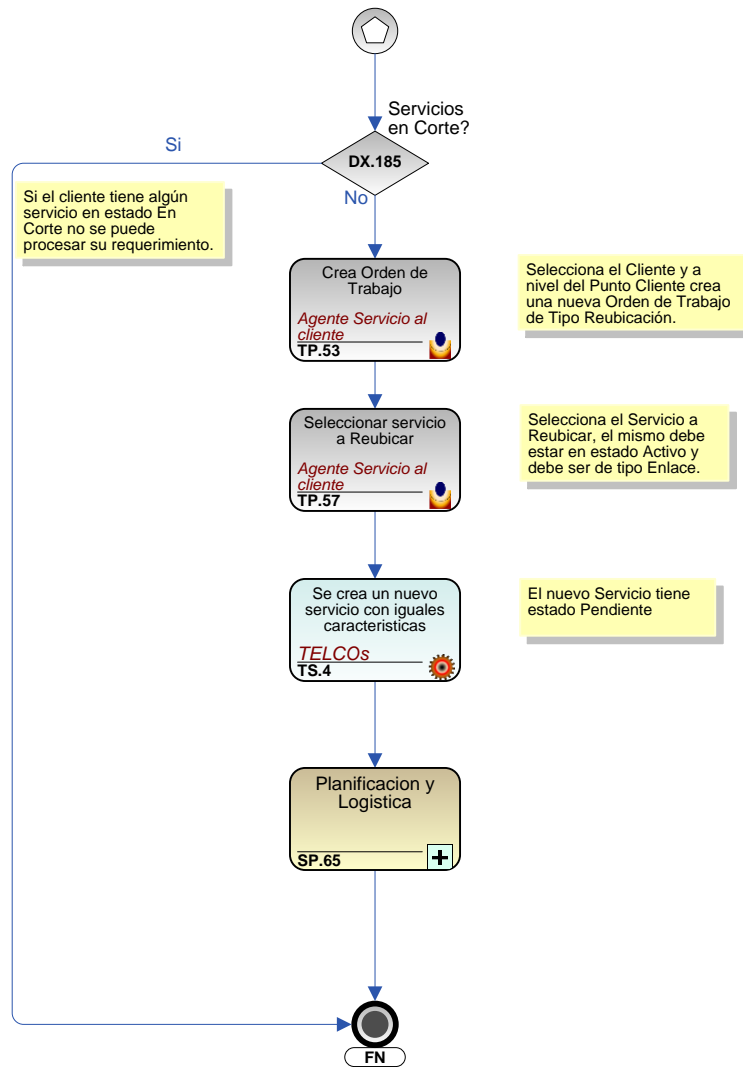 Servicios
en Corte?
Si
DX.185
No
Si el cliente tiene algún
servicio en estado En
Corte no se puede
procesar su requerimiento.
Crea Orden de
Trabajo
Agente Servicio al
cliente
TP.53
Selecciona el Cliente y a
nivel del Punto Cliente crea
una nueva Orden de Trabajo
de Tipo Reubicación.
Seleccionar servicio
a Reubicar
Agente Servicio al
cliente
TP.57
Selecciona el Servicio a
Reubicar, el mismo debe
estar en estado Activo y
debe ser de tipo Enlace.
Se crea un nuevo
servicio con iguales
caracteristicas
TELCOs
TS.4
El nuevo Servicio tiene
estado Pendiente
Planificacion y
Logistica
SP.65
FN